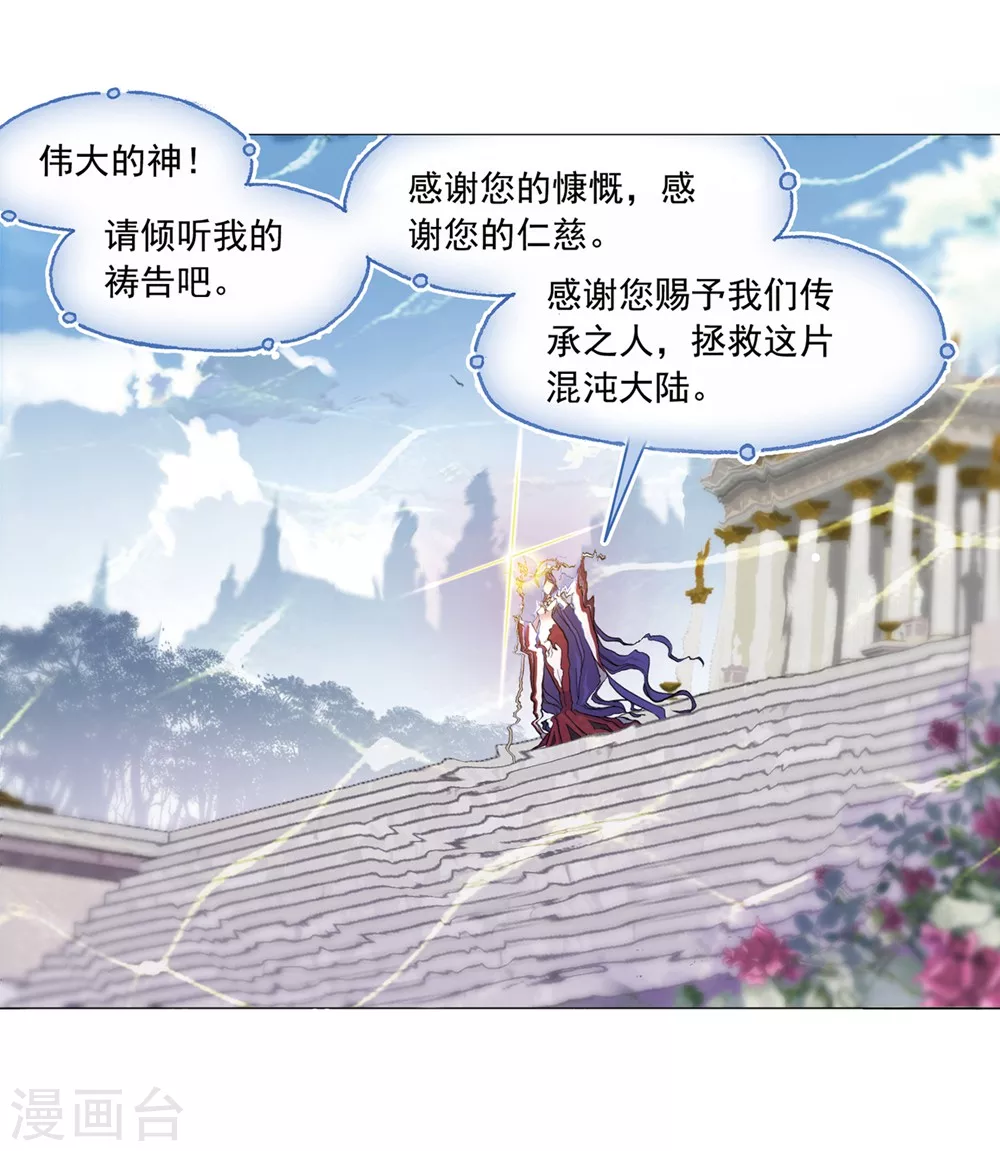 伟大的神！
请倾听我的
祷告吧。
感谢您的慷慨，感
谢您的仁慈。
感谢您赐予我们传
承之人，拯救这片
混沌大陆。
漫画台